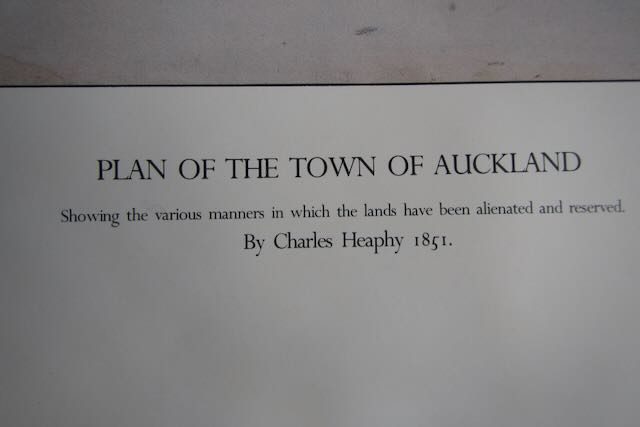 PLAN OF THE TOWN OF AUCKLAND
Showing the various manners in which the lands have been alienated and reserved.
By Charles Heaphy 1851.